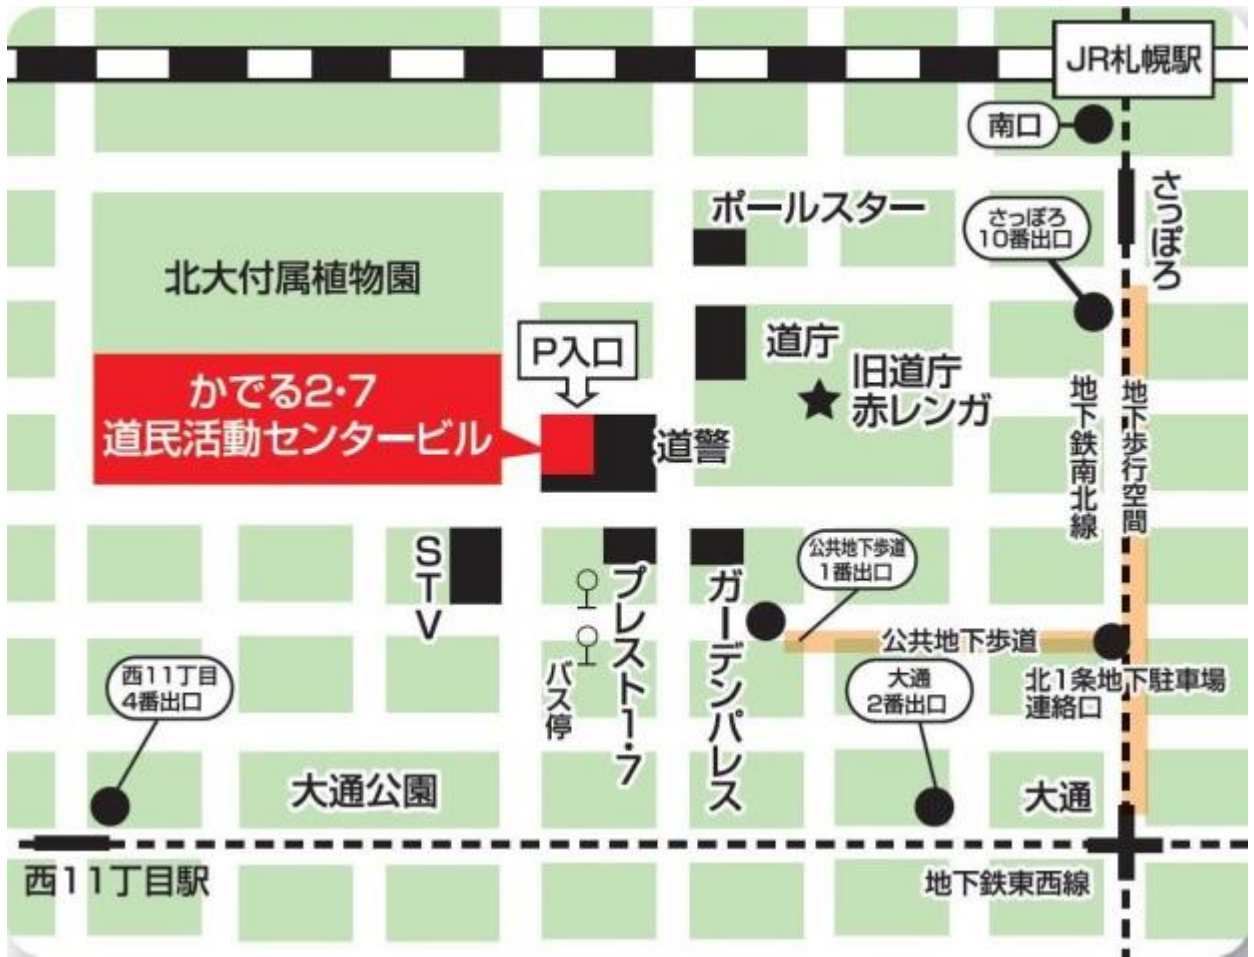 JR札幌駅
南口
さっぽろ
ポールスター
さっぽろ
10番出口
北大付属植物園
P入口
道庁
旧道庁
赤レンガ
かでる2・7
道民活動センタービル
道警
地下鉄南北線
地下歩行空間
STV
プレスト1・7
ガーデンパレス
公共地下歩道
1番出口
公共地下歩道
バス停
西11丁目
4番出口
大通
2番出口
北1条地下駐車場
連絡口
大通公園
大通
西11丁目駅
地下鉄東西線